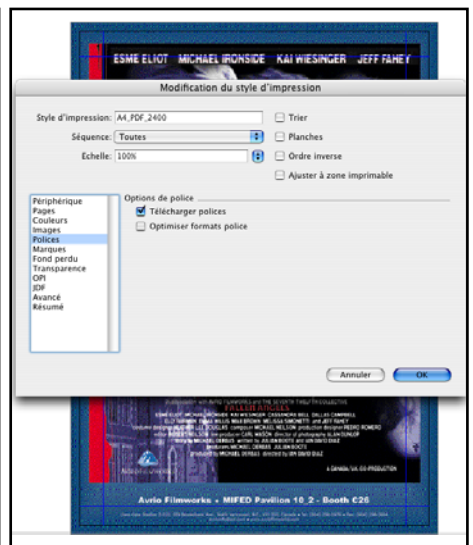 ESME ELIOT MICHAEL IRONSIDE KAI WIESINGER JEFF FAHEY
Modification du style d'impression
Style d'impression: A4_PDF_2400
Trier
Séquence: Toutes
Planches
Echelle: 100%
Ordre inverse
Ajuster à zone imprimable
Périphérique
Pages
Couleurs
Images
Polices
Marques
Fond perdu
Transparence
OPI
JDF
Avancé
Résumé
Options de police
Télécharger polices
Optimiser formats police
Annuler
OK
FALLEN ANGELS
A CANADA/U.K. CO-PRODUCTION
Avrio Filmworks • MIFED Pavilion 10_2 - Booth C26